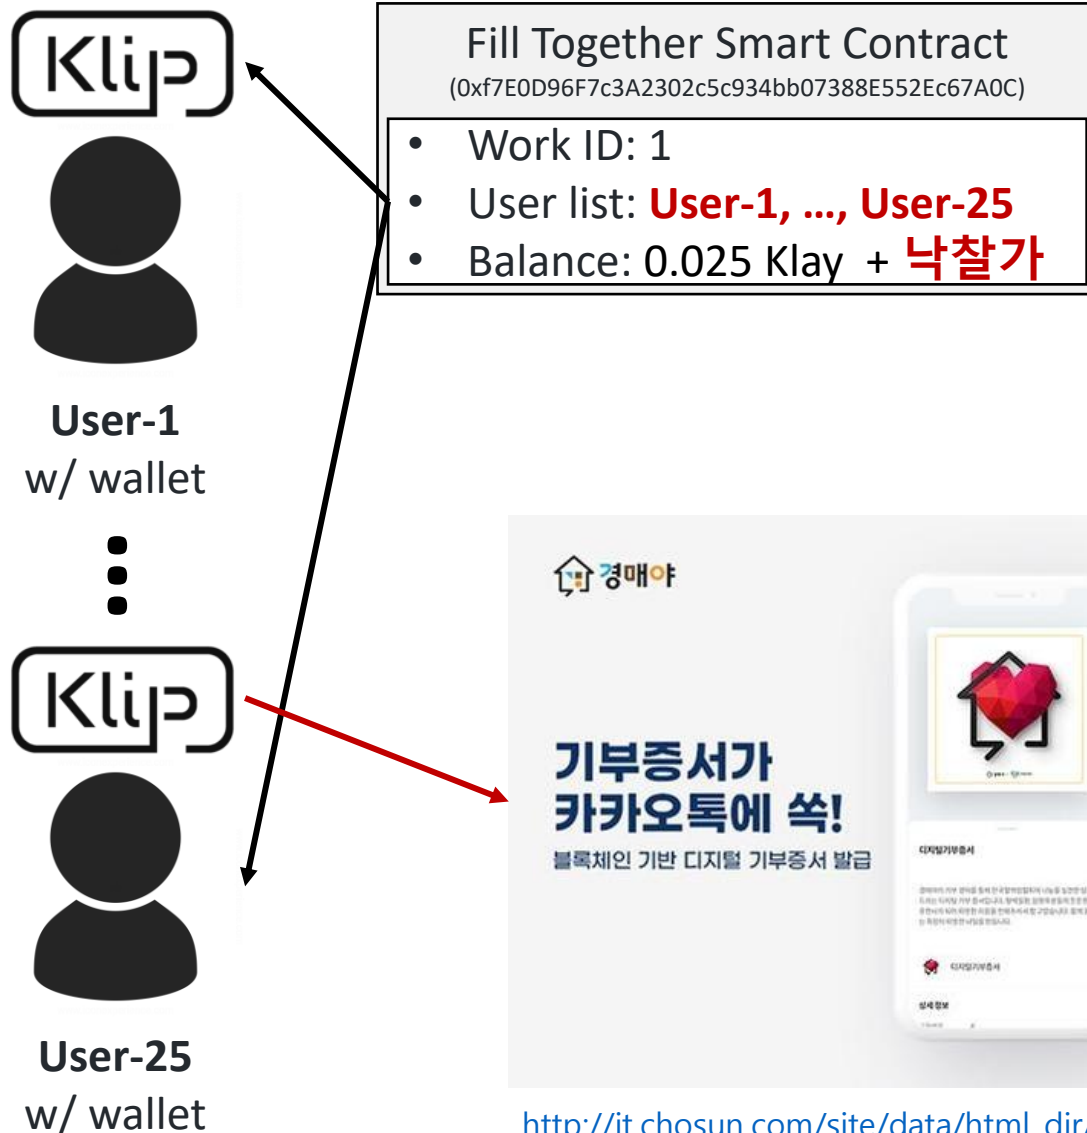 Klip
Fill Together Smart Contract
(0xf7E0D96F7c3A2302c5c934bb07388E552Ec67A0C)
• Work ID: 1
• User list: User-1, …, User-25
• Balance: 0.025 Klay + 낙찰가
User-1
w/ wallet
경매야
기부증서가
카카오톡에 쏙!
블록체인 기반 디지털 기부증서 발급
디지털기부증서
디지털기부증서
상세정보
Klip
User-25
w/ wallet
http://it.chosun.com/site/data/html_dir/